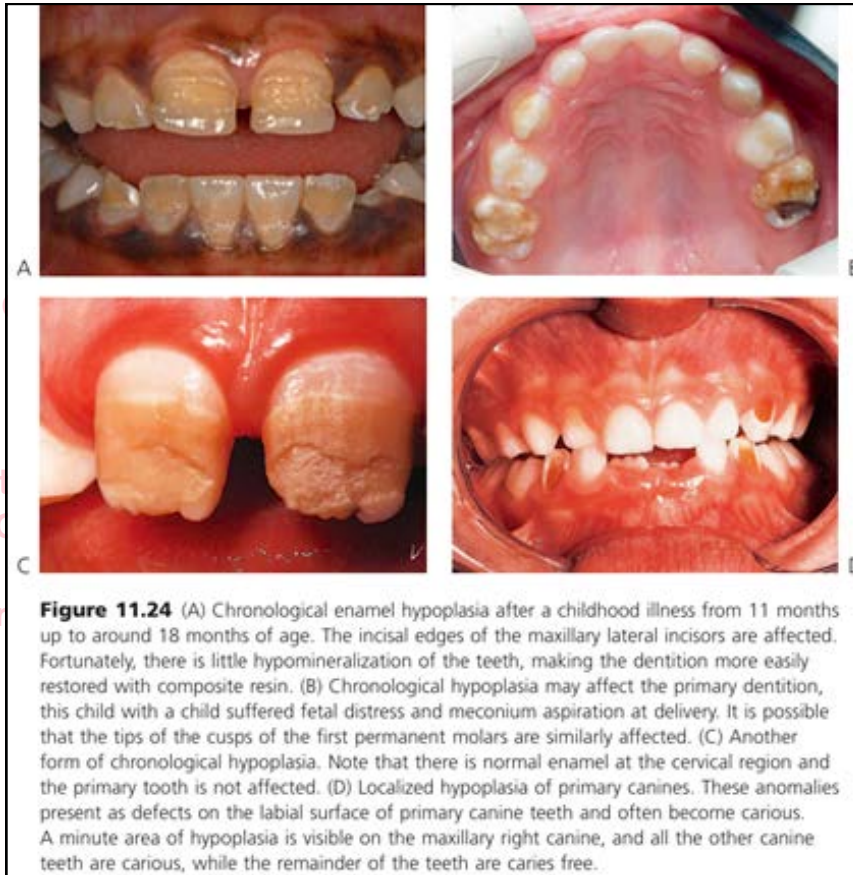 A
B
C
D
Figure 11.24 (A) Chronological enamel hypoplasia after a childhood illness from 11 months
up to around 18 months of age. The incisal edges of the maxillary lateral incisors are affected.
Fortunately, there is little hypomineralization of the teeth, making the dentition more easily
restored with composite resin. (B) Chronological hypoplasia may affect the primary dentition,
this child with a child suffered fetal distress and meconium aspiration at delivery. It is possible
that the tips of the cusps of the first permanent molars are similarly affected. (C) Another
form of chronological hypoplasia. Note that there is normal enamel at the cervical region and
the primary tooth is not affected. (D) Localized hypoplasia of primary canines. These anomalies
present as defects on the labial surface of primary canine teeth and often become carious.
A minute area of hypoplasia is visible on the maxillary right canine, and all the other canine
teeth are carious, while the remainder of the teeth are caries free.